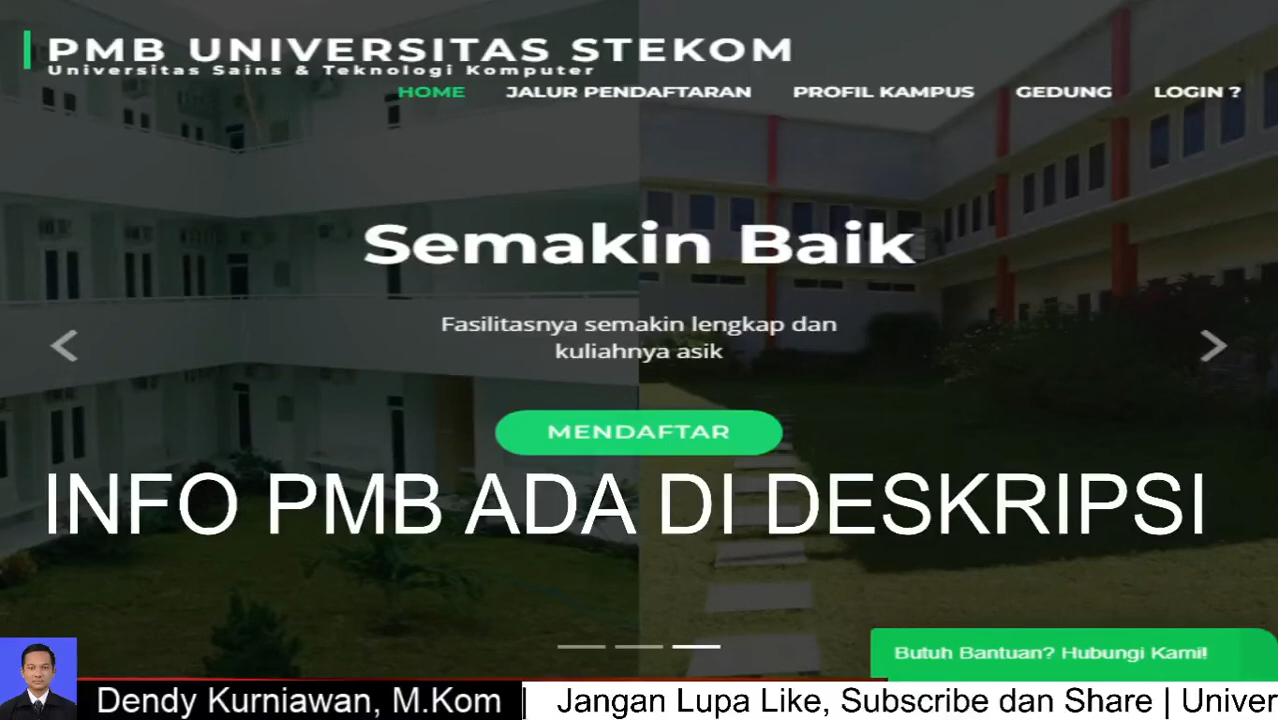 PMB UNIVERSITAS STEKOM
Universitas Sains & Teknologi Komputer
HOME JALUR PENDAFTARAN PROFIL KAMPUS GEDUNG LOGIN ?
Semakin Baik
Fasilitasnya semakin lengkap dan
kuliahnya asik
MENDAFTAR
INFO PMB ADA DI DESKRIPSI
Butuh Bantuan? Hubungi Kami!
Dendy Kurniawan, M.Kom | Jangan Lupa Like, Subscribe dan Share | Univer